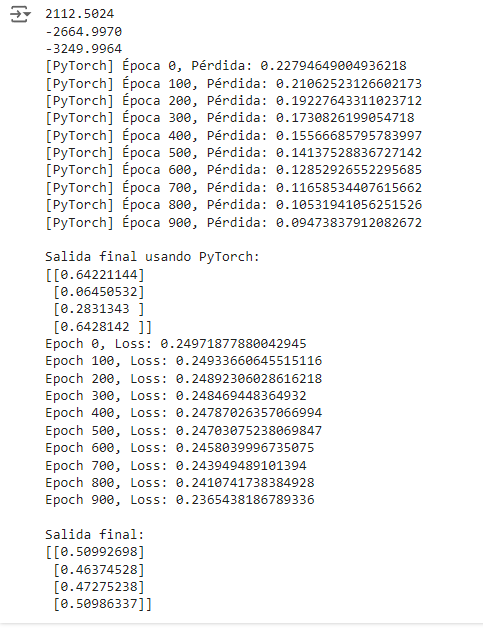 2112.5024
-2664.9970
-3249.9964
[PyTorch] Época 0, Pérdida: 0.22794649004936218
[PyTorch] Época 100, Pérdida: 0.21062523126602173
[PyTorch] Época 200, Pérdida: 0.19227643311023712
[PyTorch] Época 300, Pérdida: 0.1730826199054718
[PyTorch] Época 400, Pérdida: 0.15566685795783997
[PyTorch] Época 500, Pérdida: 0.14137528836727142
[PyTorch] Época 600, Pérdida: 0.12852926552295685
[PyTorch] Época 700, Pérdida: 0.11658534407615662
[PyTorch] Época 800, Pérdida: 0.10531941056251526
[PyTorch] Época 900, Pérdida: 0.09473837912082672
Salida final usando PyTorch:
[[0.64221144]
 [0.06450532]
 [0.2831343 ]
 [0.6428142 ]]
Epoch 0, Loss: 0.24971877880042945
Epoch 100, Loss: 0.24933660645515116
Epoch 200, Loss: 0.24892306028616218
Epoch 300, Loss: 0.248469448364932
Epoch 400, Loss: 0.24787026357066994
Epoch 500, Loss: 0.24703075238069847
Epoch 600, Loss: 0.2458039996735075
Epoch 700, Loss: 0.243949489101394
Epoch 800, Loss: 0.2410741738384928
Epoch 900, Loss: 0.2365438186789336
Salida final:
[[0.50992698]
 [0.46374528]
 [0.47275238]
 [0.50986337]]